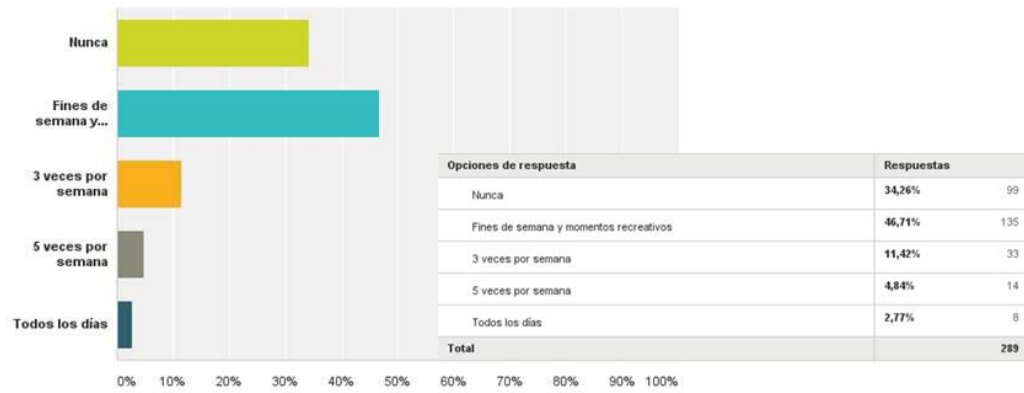 Nunca
Fines de
semana y...
3 veces por
semana
5 veces por
semana
Todos los días
0% 10% 20% 30% 40% 50% 60% 70% 80% 90% 100%
Opciones de respuesta Respuestas
Nunca 34,26% 99
Fines de semana y momentos recreativos 46,71% 135
3 veces por semana 11,42% 33
5 veces por semana 4,84% 14
Todos los días 2,77% 8
Total 289